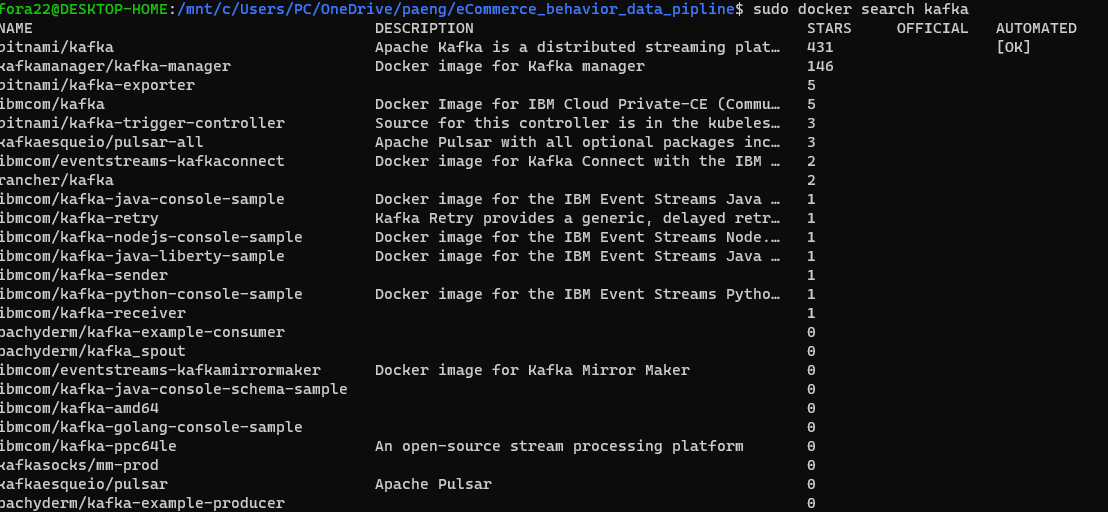 fora22@DESKTOP-HOME:/mnt/c/Users/PC/OneDrive/paeng/eCommerce_behavior_data_pipline$ sudo docker search kafka
NAME DESCRIPTION STARS OFFICIAL AUTOMATED
bitnami/kafka Apache Kafka is a distributed streaming plat… 431 [OK]
kafkamanager/kafka-manager Docker image for Kafka manager 146
bitnami/kafka-exporter 5
ibmcom/kafka Docker Image for IBM Cloud Private-CE (Commu… 5
bitnami/kafka-trigger-controller Source for this controller is in the kubeles… 3
kafkaesqueio/pulsar-all Apache Pulsar with all optional packages inc… 3
ibmcom/eventstreams-kafkaconnect Docker image for Kafka Connect with the IBM … 2
rancher/kafka 2
ibmcom/kafka-java-console-sample Docker image for the IBM Event Streams Java … 1
ibmcom/kafka-retry Kafka Retry provides a generic, delayed retr… 1
ibmcom/kafka-nodejs-console-sample Docker image for the IBM Event Streams Node.… 1
ibmcom/kafka-java-liberty-sample Docker image for the IBM Event Streams Java … 1
ibmcom/kafka-sender 1
ibmcom/kafka-python-console-sample Docker image for the IBM Event Streams Pytho… 1
ibmcom/kafka-receiver 1
pachyderm/kafka-example-consumer 0
pachyderm/kafka_spout 0
ibmcom/eventstreams-kafkamirrormaker Docker image for Kafka Mirror Maker 0
ibmcom/kafka-java-console-schema-sample 0
ibmcom/kafka-amd64 0
ibmcom/kafka-golang-console-sample 0
ibmcom/kafka-ppc64le An open-source stream processing platform 0
kafkasocks/mm-prod 0
kafkaesqueio/pulsar Apache Pulsar 0
pachyderm/kafka-example-producer 0